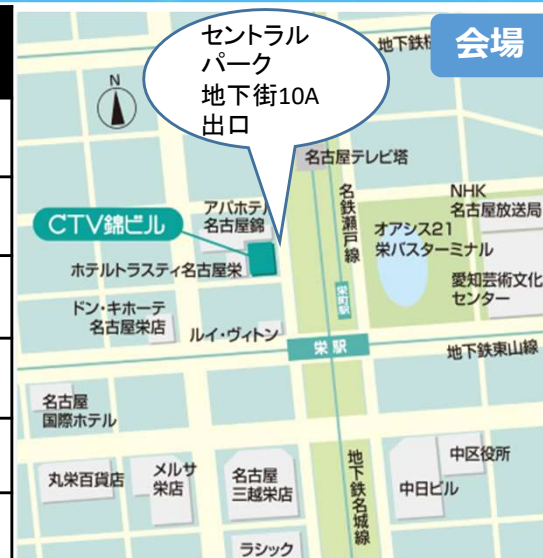 セントラル
パーク
地下街10A
出口
地下鉄桜
会場
N
名古屋テレビ塔
名鉄瀬戸線
NHK
名古屋放送局
アパホテル
名古屋錦
CTV錦ビル
オアシス21
栄バスターミナル
ホテルトラスティ名古屋栄
愛知芸術文化
センター
栄町駅
ドン・キホーテ
名古屋栄店
ルイ・ヴィトン
栄駅
地下鉄東山線
名古屋
国際ホテル
丸栄百貨店
メルサ
栄店
名古屋
三越栄店
地下鉄名城線
中日ビル
中区役所
ラシック